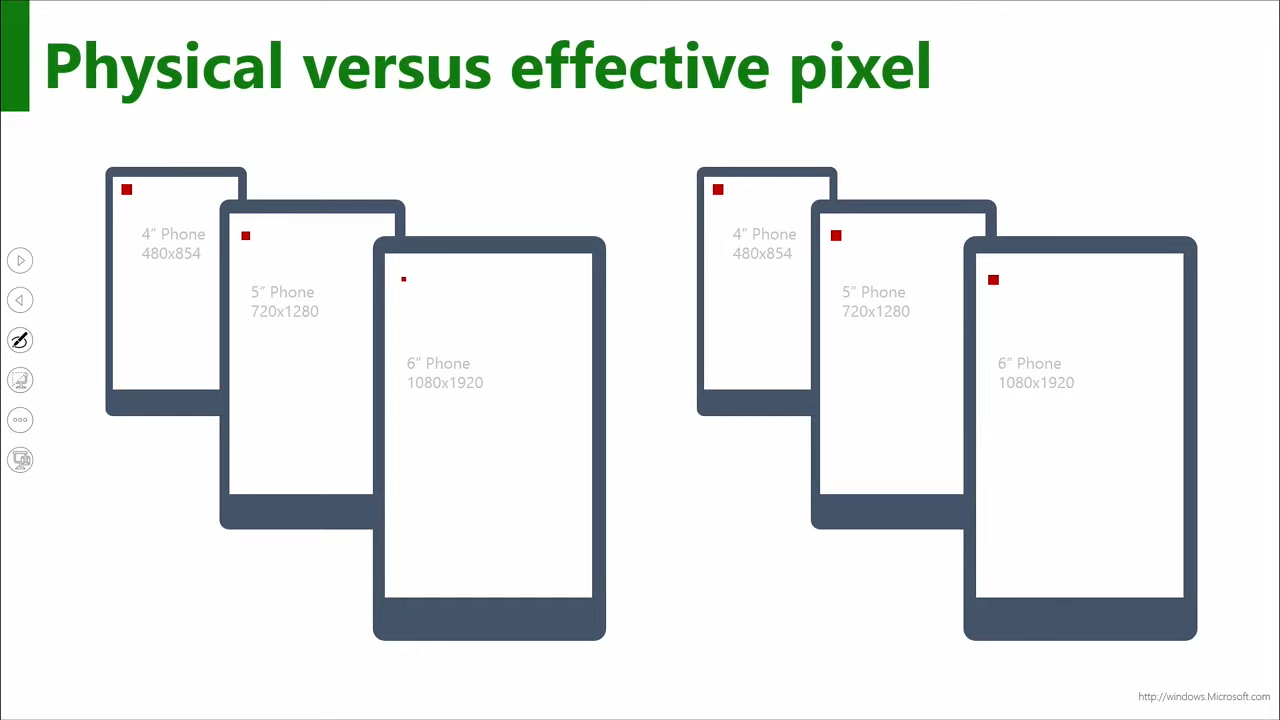 Physical versus effective pixel
4” Phone
480x854
5” Phone
720x1280
6” Phone
1080x1920
4” Phone
480x854
5” Phone
720x1280
6” Phone
1080x1920
http://windows.Microsoft.com